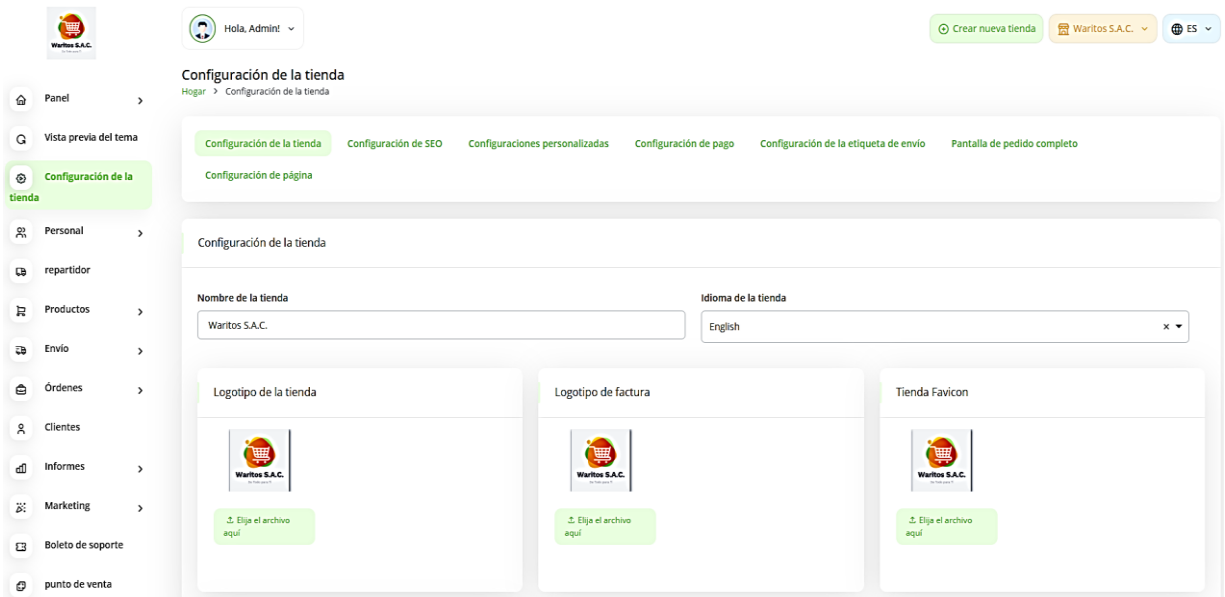 Waritos S.A.C.
Hola, Admin!
Crear nueva tienda
Waritos S.A.C.
ES
Configuración de la tienda
Hogar > Configuración de la tienda
Panel
Vista previa del tema
Configuración de la
tienda
Personal
repartidor
Productos
Envío
Órdenes
Clientes
Informes
Marketing
Boleto de soporte
punto de venta
Configuración de la tienda Configuración de SEO Configuraciones personalizadas Configuración de pago Configuración de la etiqueta de envío Pantalla de pedido completo
Configuración de página
Configuración de la tienda
Nombre de la tienda
Waritos S.A.C.
Idioma de la tienda
English
Logotipo de la tienda
Waritos S.A.C.
Elija el archivo
aquí
Logotipo de factura
Waritos S.A.C.
Elija el archivo
aquí
Tienda Favicon
Waritos S.A.C.
Elija el archivo
aquí